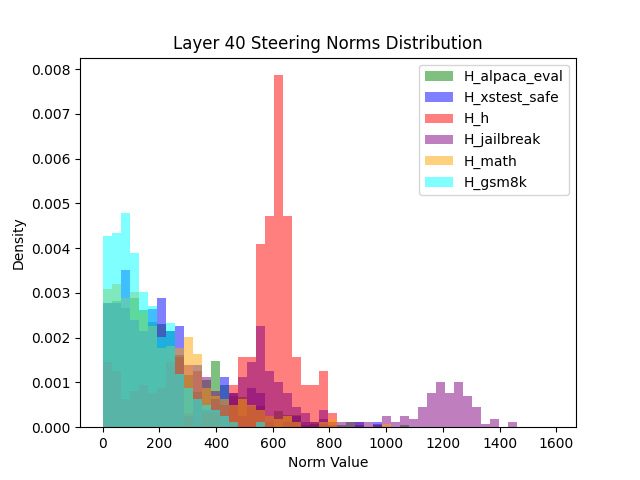 Layer 40 Steering Norms Distribution
H_alpaca_eval
H_xstest_safe
H_h
H_jailbreak
H_math
H_gsm8k
0.008
0.007
0.006
0.005
0.004
0.003
0.002
0.001
0.000
Density
0 200 400 600 800 1000 1200 1400 1600
Norm Value